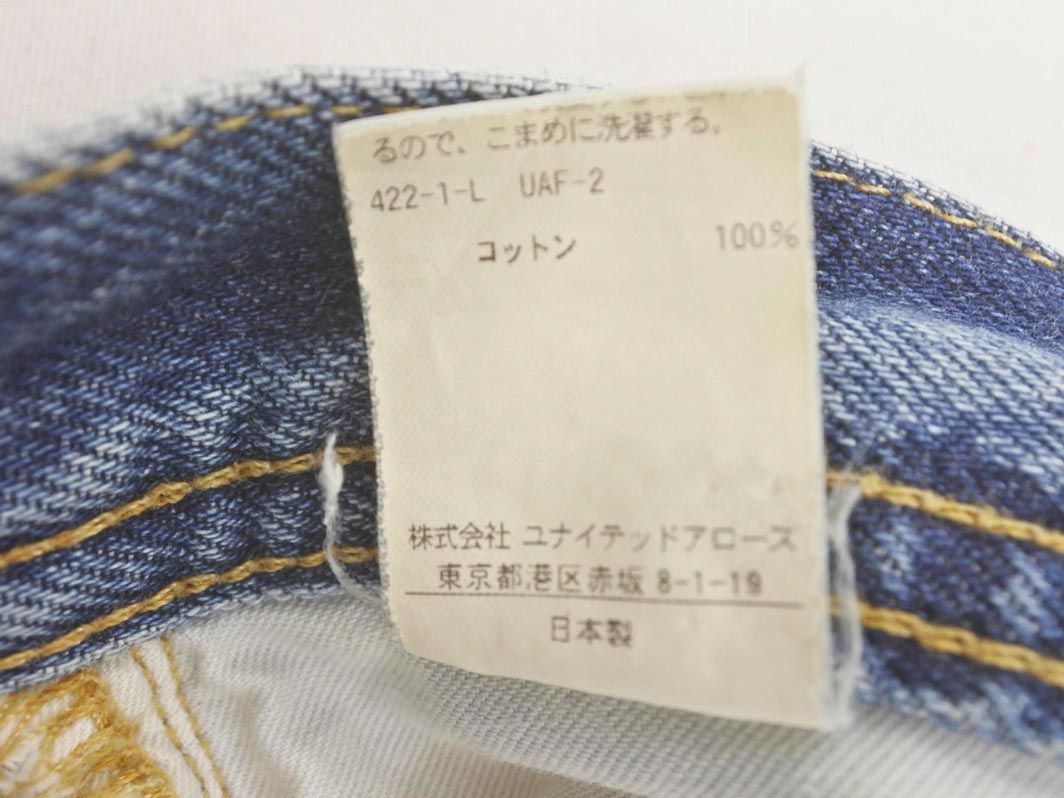 るので、こまめに洗濯する。
422-1-L UAF-2
コットン 100%
株式会社 ユナイテッドアローズ
東京都港区赤坂 8-1-19
日本製